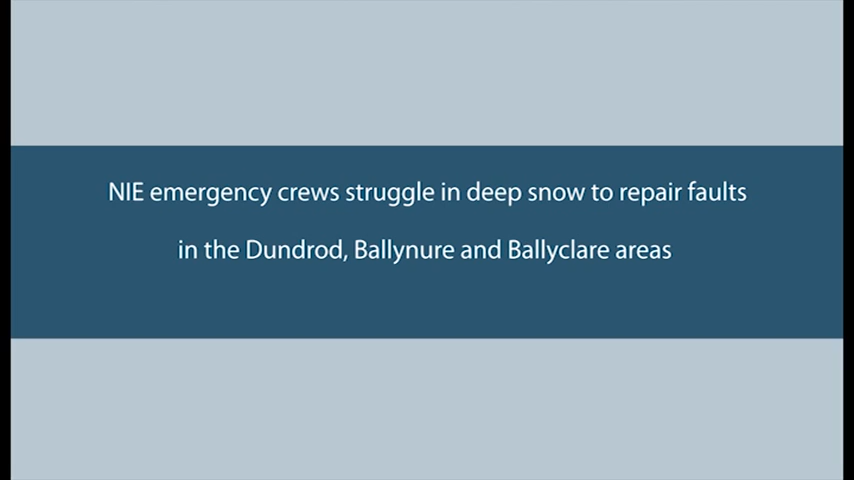 NIE emergency crews struggle in deep snow to repair faults
in the Dundrod, Ballynure and Ballyclare areas